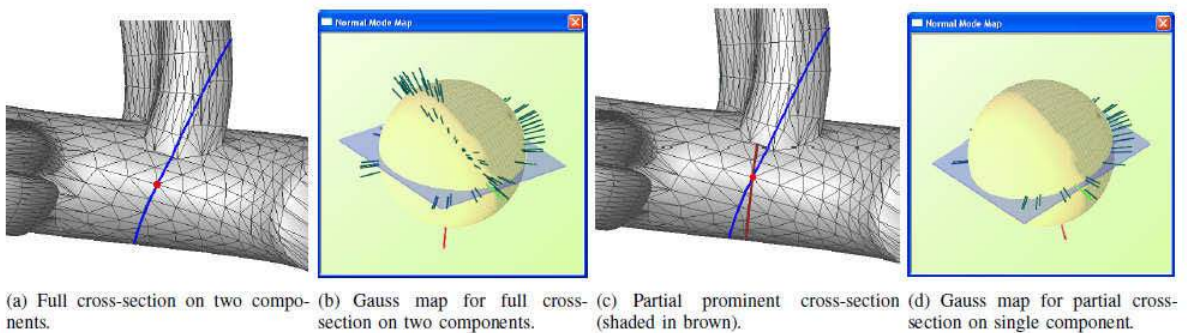 Normal Mode Map
Normal Mode Map
(a) Full cross-section on two compo-
nents.
(b) Gauss map for full cross-
section on two components.
(c) Partial prominent cross-section
(shaded in brown).
(d) Gauss map for partial cross-
section on single component.